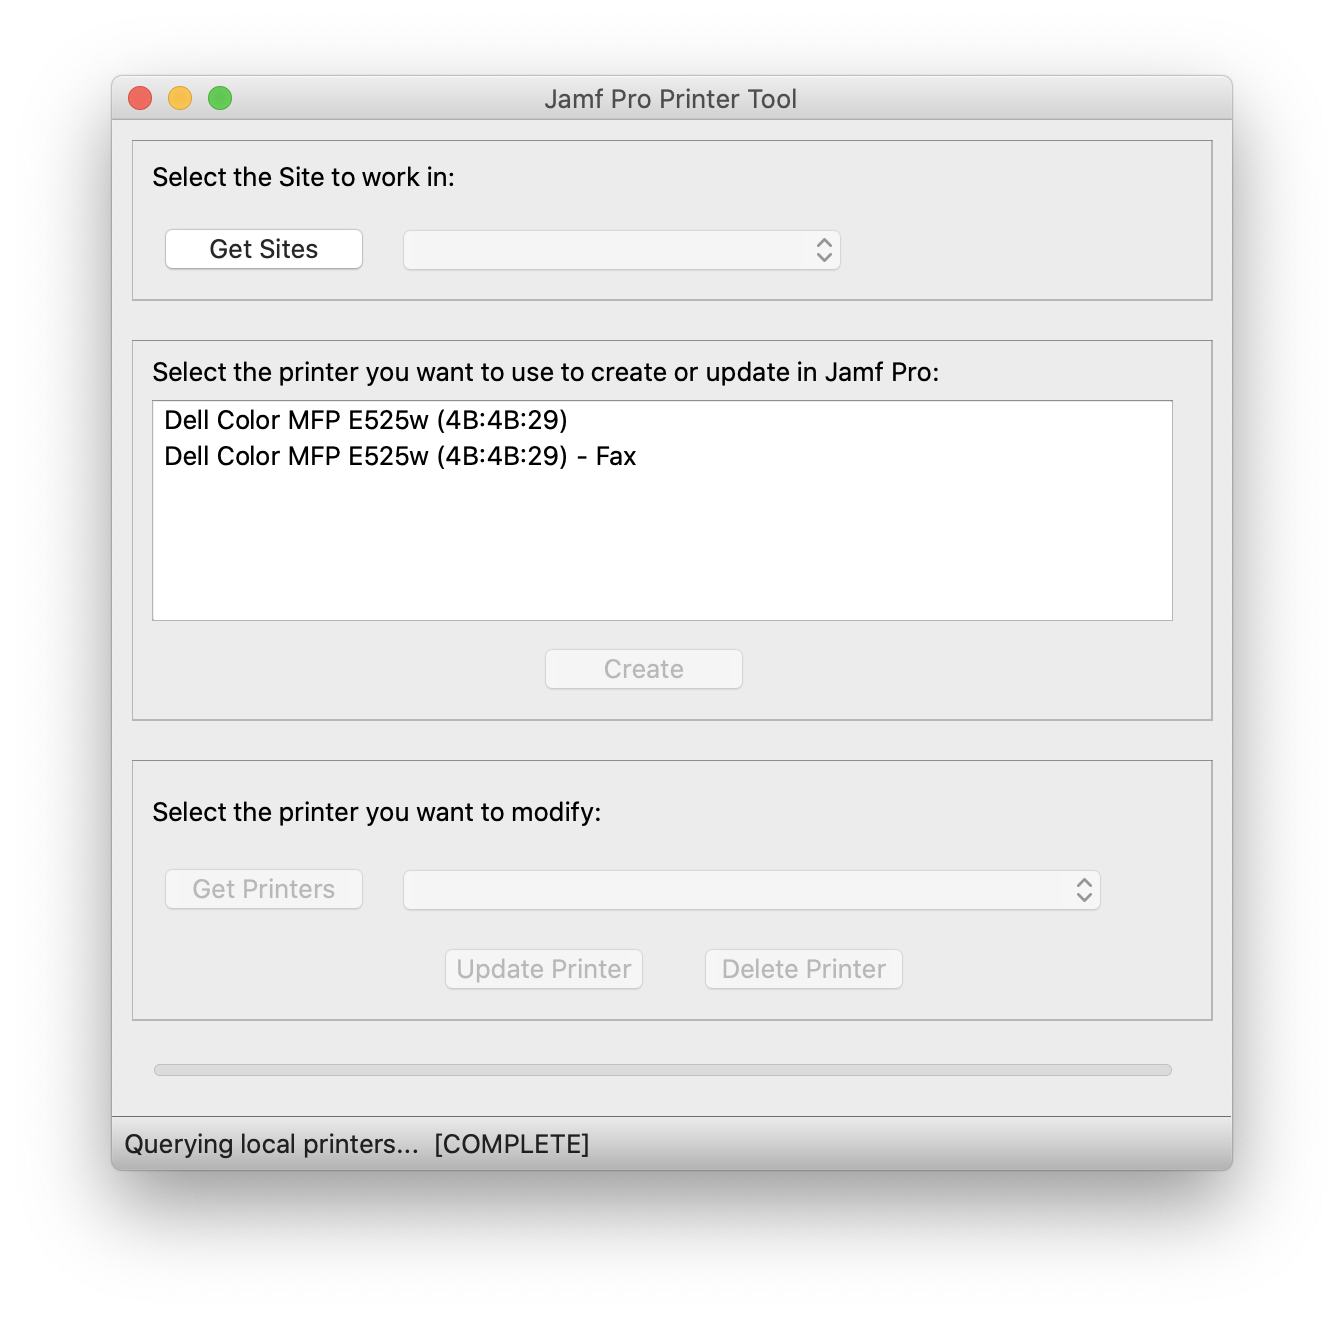 Jamf Pro Printer Tool
Select the Site to work in:
Get Sites
Select the printer you want to use to create or update in Jamf Pro:
Dell Color MFP E525w (4B:4B:29)
Dell Color MFP E525w (4B:4B:29) - Fax
Create
Select the printer you want to modify:
Get Printers
Update Printer Delete Printer
Querying local printers... [COMPLETE]